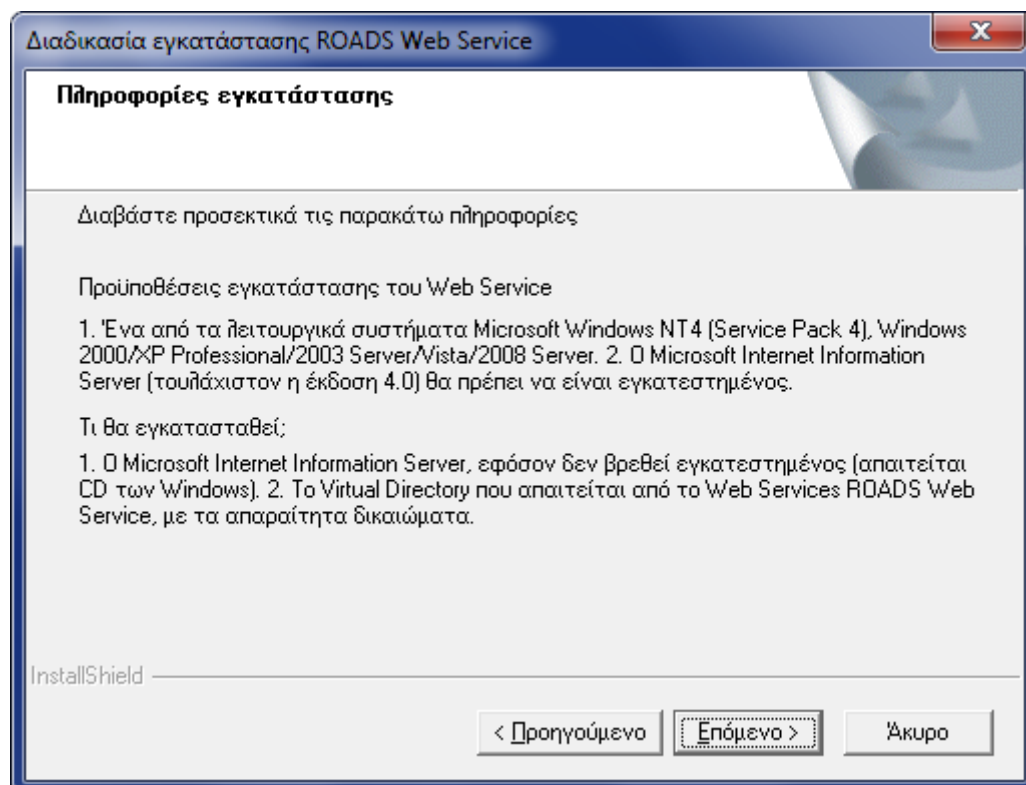 Διαδικασία εγκατάστασης ROADS Web Service
Πληροφορίες εγκατάστασης
Διαβάστε προσεκτικά τις παρακάτω πληροφορίες
Προϋποθέσεις εγκατάστασης του Web Service
1. Ένα από τα λειτουργικά συστήματα Microsoft Windows NT4 (Service Pack 4), Windows
2000/XP Professional/2003 Server/Vista/2008 Server. 2. Ο Microsoft Internet Information
Server (τουλάχιστον η έκδοση 4.0) θα πρέπει να είναι εγκατεστημένος.
Τι θα εγκατασταθεί;
1. Ο Microsoft Internet Information Server, εφόσον δεν βρεθεί εγκατεστημένος (απαιτείται
CD των Windows). 2. Το Virtual Directory που απαιτείται από το Web Services ROADS Web
Service, με τα απαραίτητα δικαιώματα.
InstallShield
< Προηγούμενο Επόμενο > Άκυρο